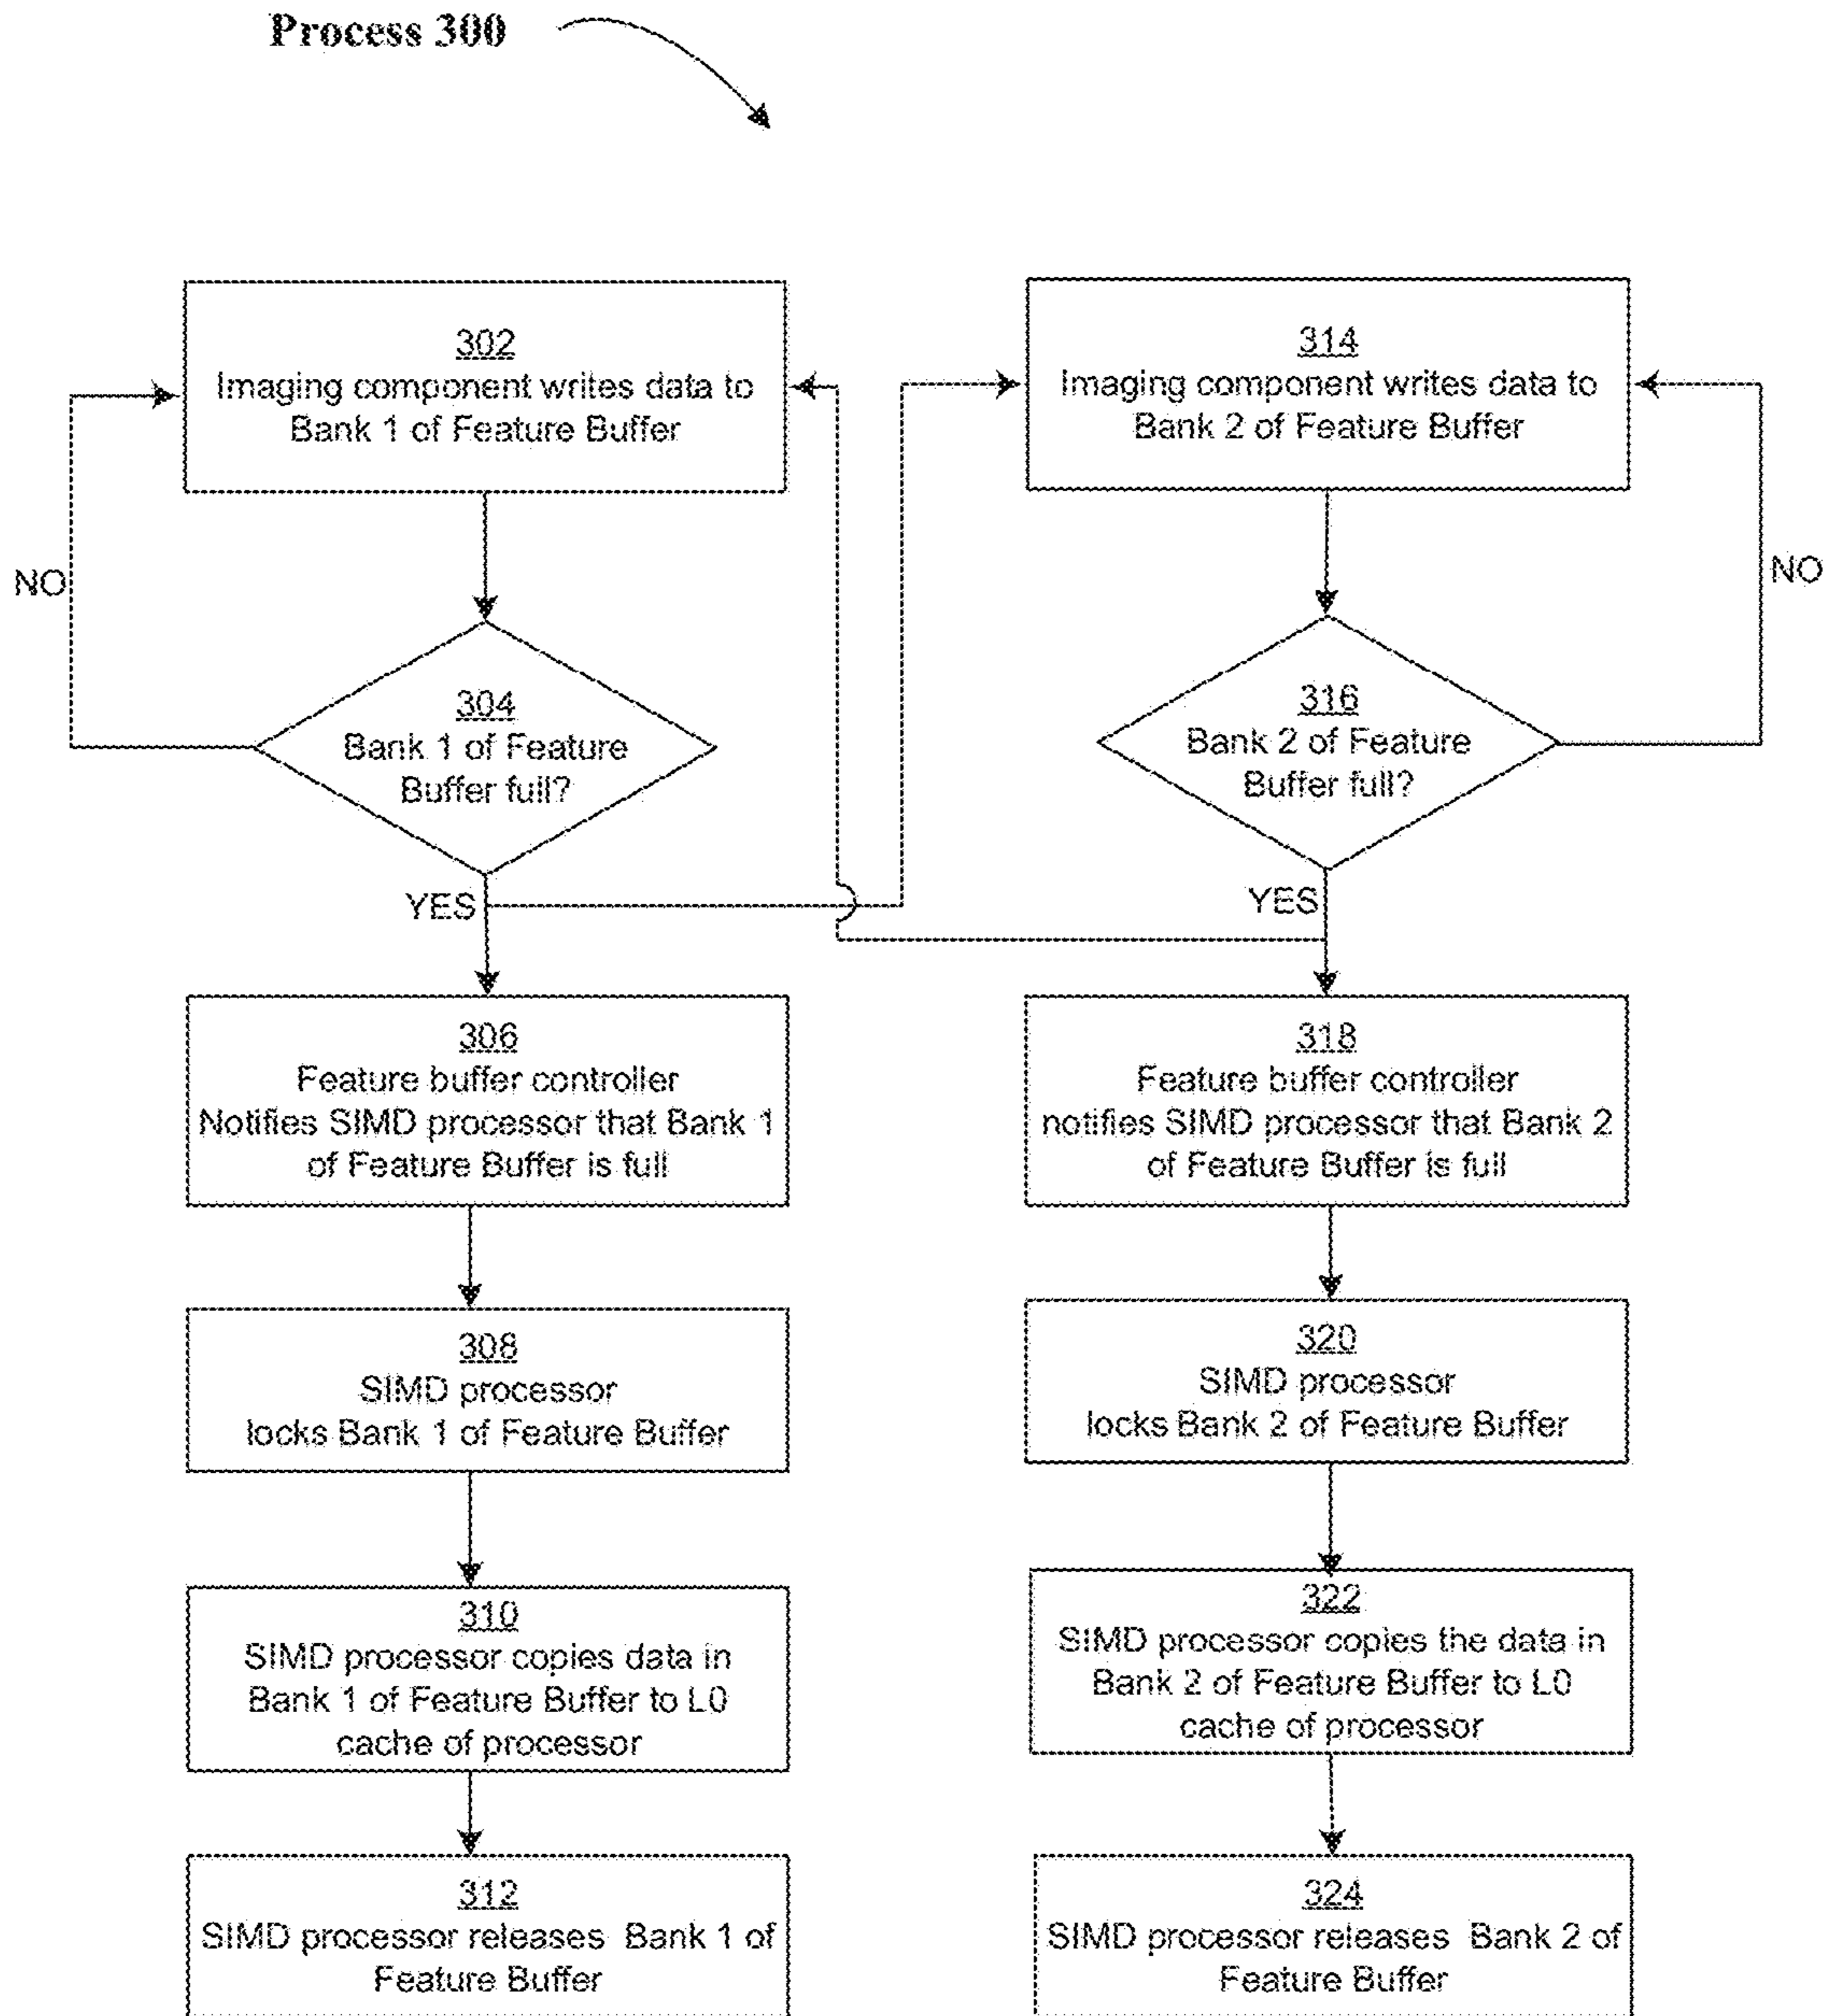 Process 300
302
Imaging component writes data to
Bank 1 of Feature Buffer
NO
304
Bank 1 of Feature
Buffer full?
YES
306
Feature buffer controller
Notifies SIMD processor that Bank 1
of Feature Buffer is full
308
SIMD processor
locks Bank 1 of Feature Buffer
310
SIMD processor copies data in
Bank 1 of Feature Buffer to L0
cache of processor
312
SIMD processor releases Bank 1 of
Feature Buffer
314
Imaging component writes data to
Bank 2 of Feature Buffer
NO
316
Bank 2 of Feature
Buffer full?
YES
318
Feature buffer controller
notifies SIMD processor that Bank 2
of Feature Buffer is full
320
SIMD processor
locks Bank 2 of Feature Buffer
322
SIMD processor copies the data in
Bank 2 of Feature Buffer to L0
cache of processor
324
SIMD processor releases Bank 2 of
Feature Buffer